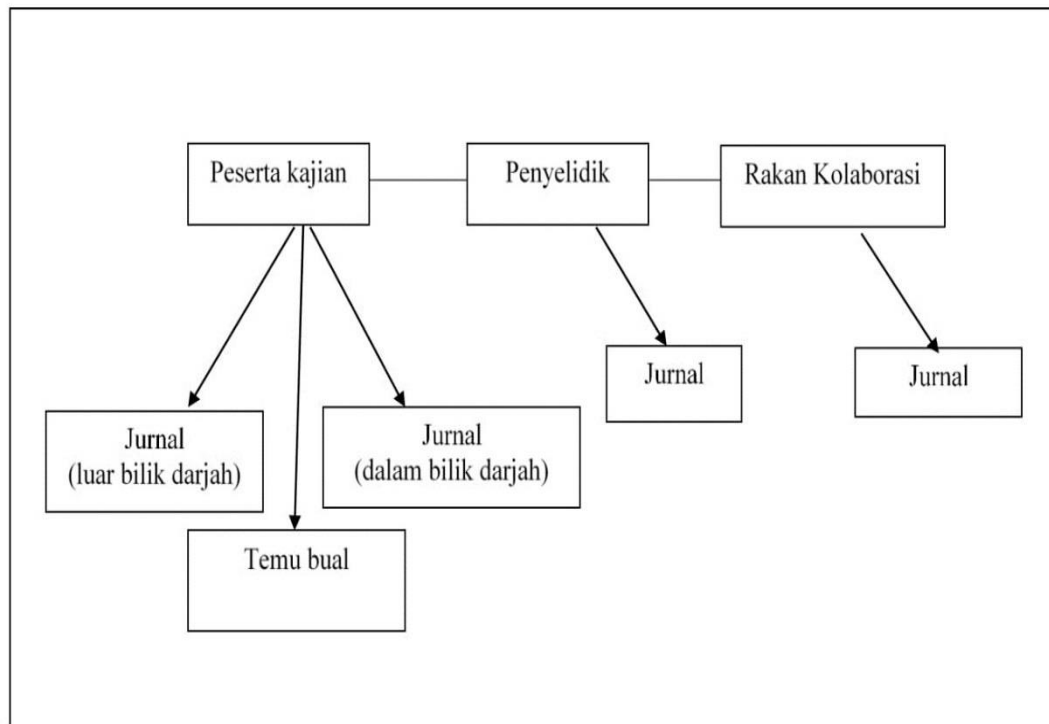 Peserta kajian
Penyelidik
Rakan Kolaborasi
Jurnal
Jurnal
Jurnal
(luar bilik darjah)
Jurnal
(dalam bilik darjah)
Temu bual